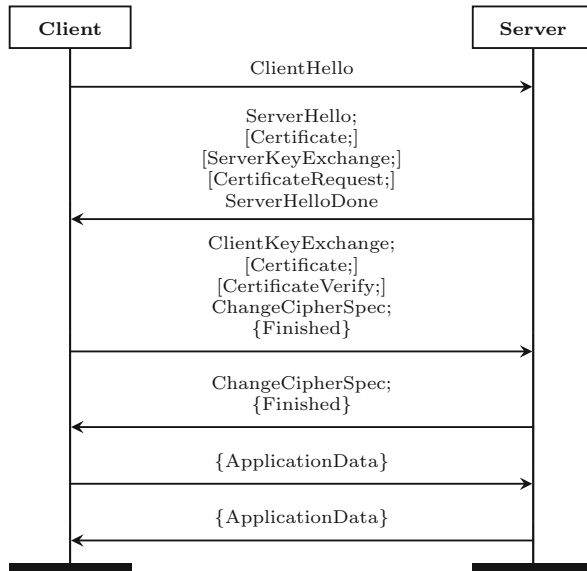 Client
Server
ClientHello
ServerHello;
[Certificate;]
[ServerKeyExchange;]
[CertificateRequest;]
ServerHelloDone
ClientKeyExchange;
[Certificate;]
[CertificateVerify;]
ChangeCipherSpec;
{Finished}
ChangeCipherSpec;
{Finished}
{ApplicationData}
{ApplicationData}